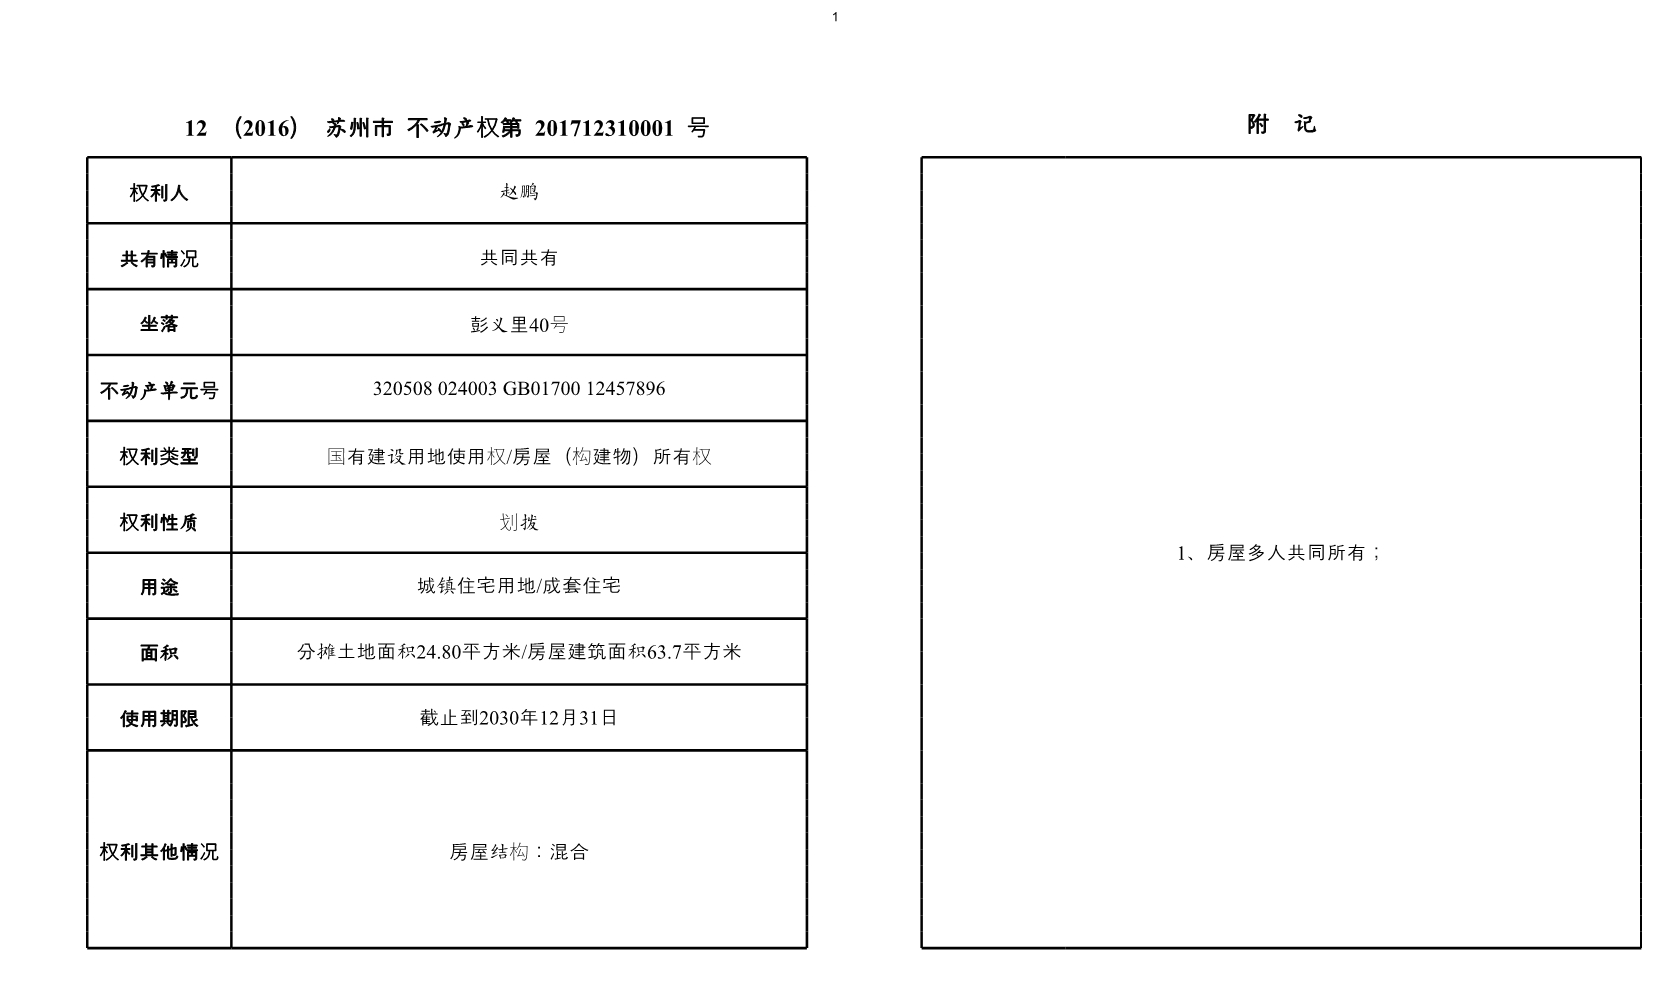 1
12 （2016） 苏州市 不动产权第 201712310001 号
权利人 赵鹏
共有情况 共同共有
坐落 彭义里40号
不动产单元号 320508 024003 GB01700 12457896
权利类型 国有建设用地使用权/房屋（构建物）所有权
权利性质 划拨
用途 城镇住宅用地/成套住宅
面积 分摊土地面积24.80平方米/房屋建筑面积63.7平方米
使用期限 截止到2030年12月31日
权利其他情况 房屋结构：混合
附 记
1、房屋多人共同所有；